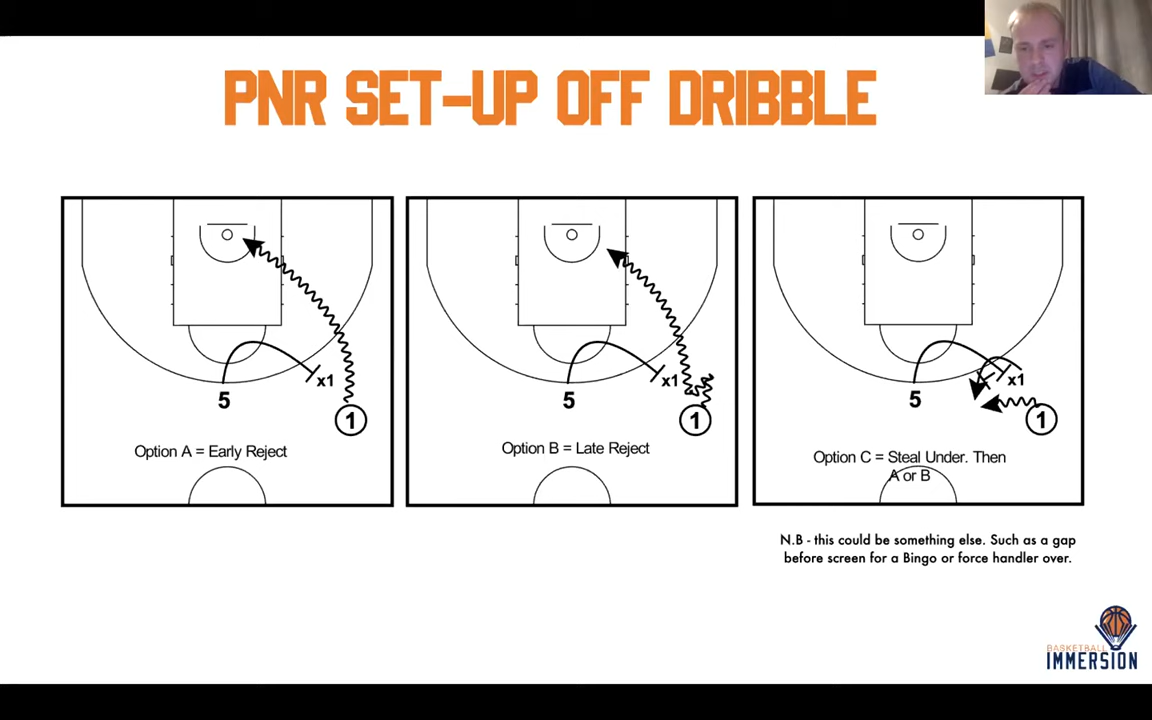 PNR SET-UP OFF DRIBBLE
x1
5
1
Option A = Early Reject
x1
5
1
Option B = Late Reject
x1
5
1
Option C = Steal Under. Then
A or B
N.B - this could be something else. Such as a gap
before screen for a Bingo or force handler over.
BASKETBALL
IMMERSION